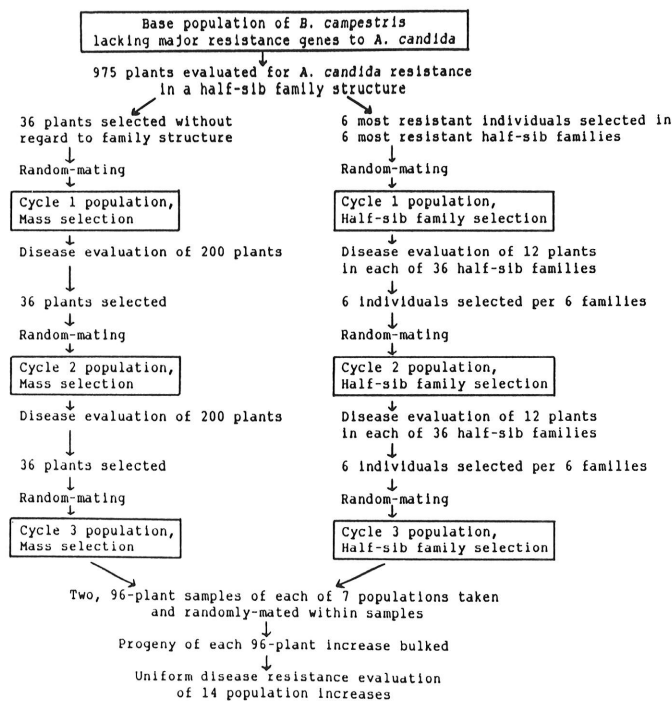 Base population of B. campestris
lacking major resistance genes to A. candida
975 plants evaluated for A. candida resistance
in a half-sib family structure
36 plants selected without
regard to family structure
Random-mating
Cycle 1 population,
Mass selection
Disease evaluation of 200 plants
36 plants selected
Random-mating
Cycle 2 population,
Mass selection
Disease evaluation of 200 plants
36 plants selected
Random-mating
Cycle 3 population,
Mass selection
6 most resistant individuals selected in
6 most resistant half-sib families
Random-mating
Cycle 1 population,
Half-sib family selection
Disease evaluation of 12 plants
in each of 36 half-sib families
6 individuals selected per 6 families
Random-mating
Cycle 2 population,
Half-sib family selection
Disease evaluation of 12 plants
in each of 36 half-sib families
6 individuals selected per 6 families
Random-mating
Cycle 3 population,
Half-sib family selection
Two, 96-plant samples of each of 7 populations taken
and randomly-mated within samples
Progeny of each 96-plant increase bulked
Uniform disease resistance evaluation
of 14 population increases